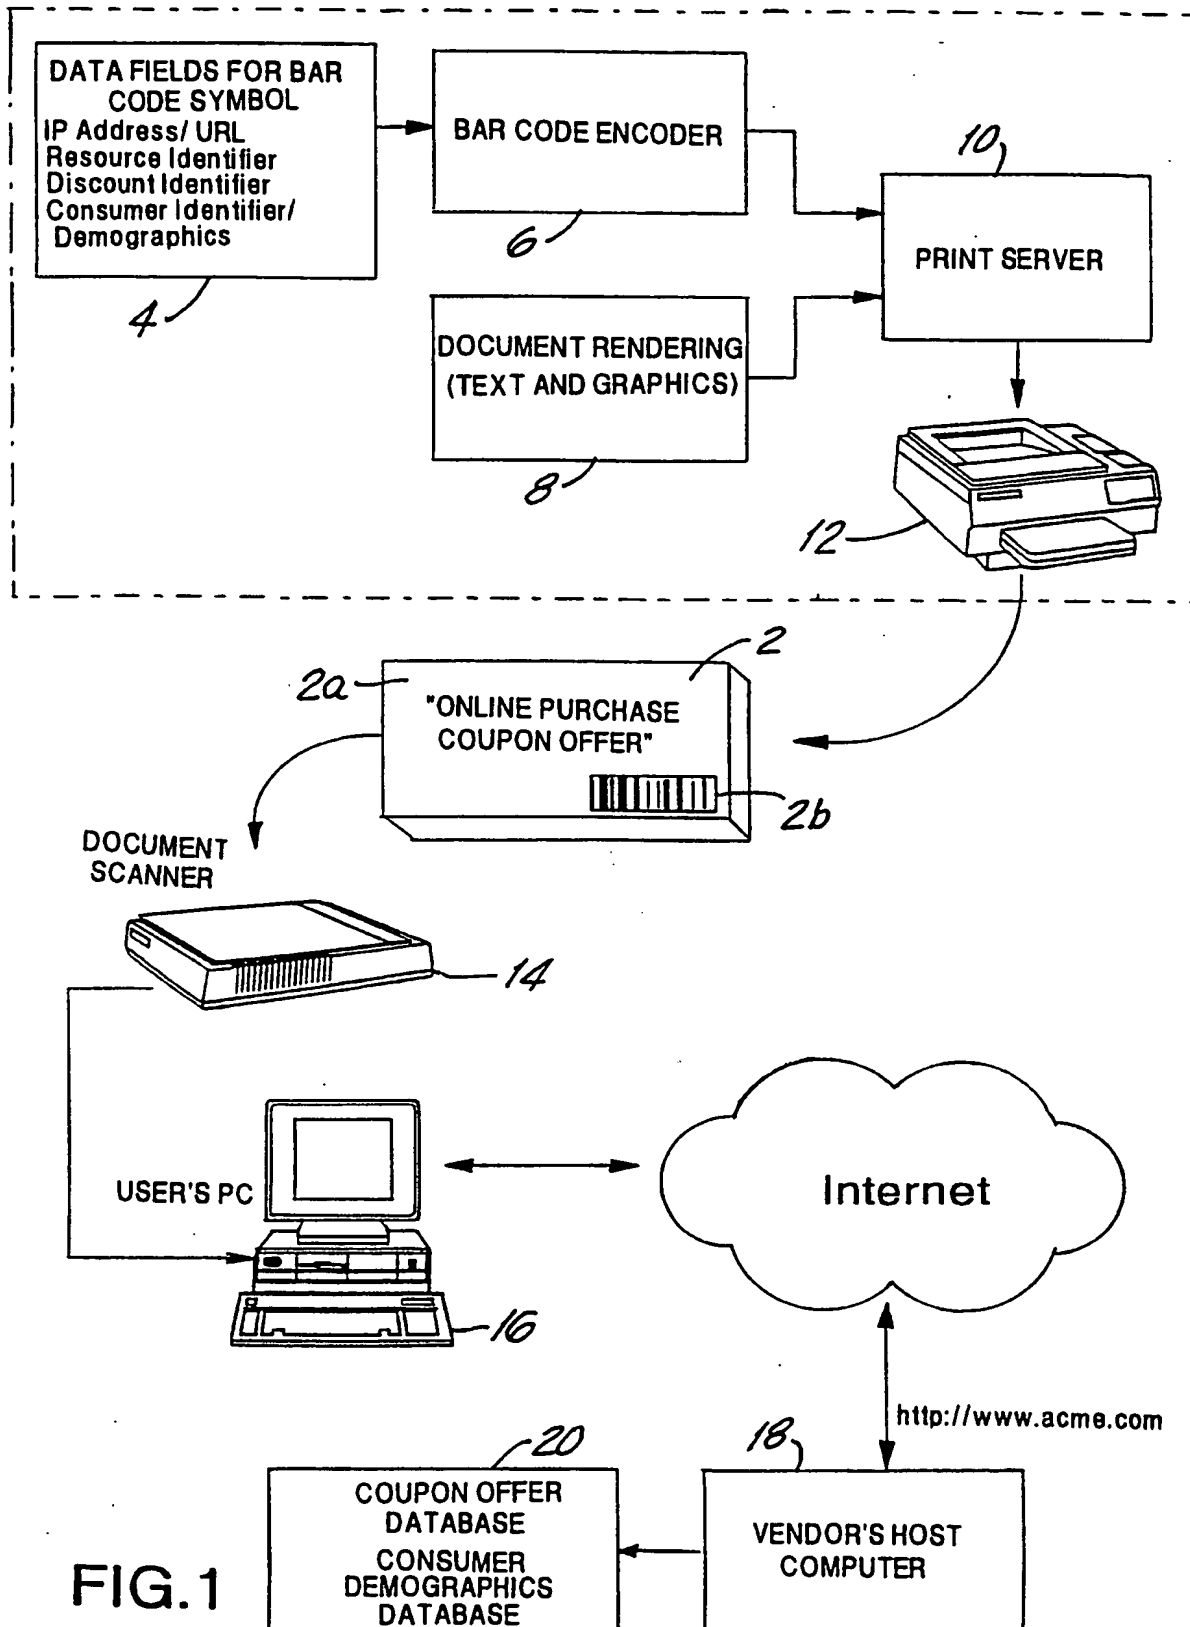 DATA FIELDS FOR BAR
CODE SYMBOL
IP Address/ URL
Resource Identifier
Discount Identifier
Consumer Identifier/
Demographics
4
BAR CODE ENCODER
6
DOCUMENT RENDERING
(TEXT AND GRAPHICS)
8
10
PRINT SERVER
12
2
2a
"ONLINE PURCHASE
COUPON OFFER"
2b
DOCUMENT
SCANNER
14
USER'S PC
16
Internet
http://www.acme.com
18
VENDOR'S HOST
COMPUTER
20
COUPON OFFER
DATABASE
CONSUMER
DEMOGRAPHICS
DATABASE
FIG.1